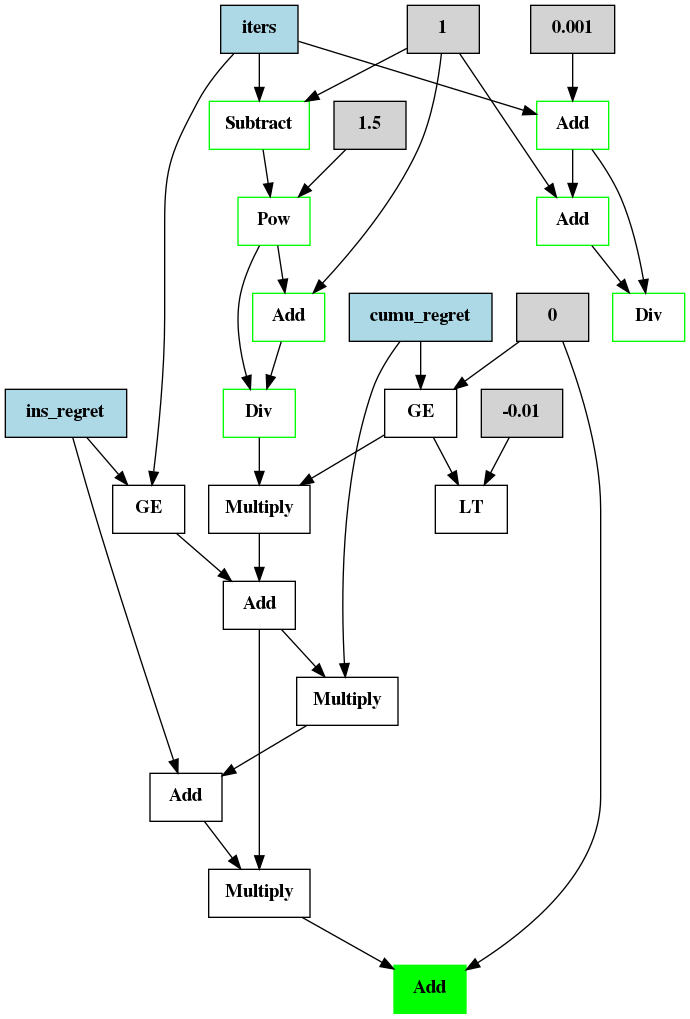 iters
1
0.001
Subtract
1.5
Add
Pow
Add
Add
cumu_regret
0
Div
ins_regret
Div
GE
-0.01
GE
Multiply
LT
Add
Multiply
Add
Multiply
Add